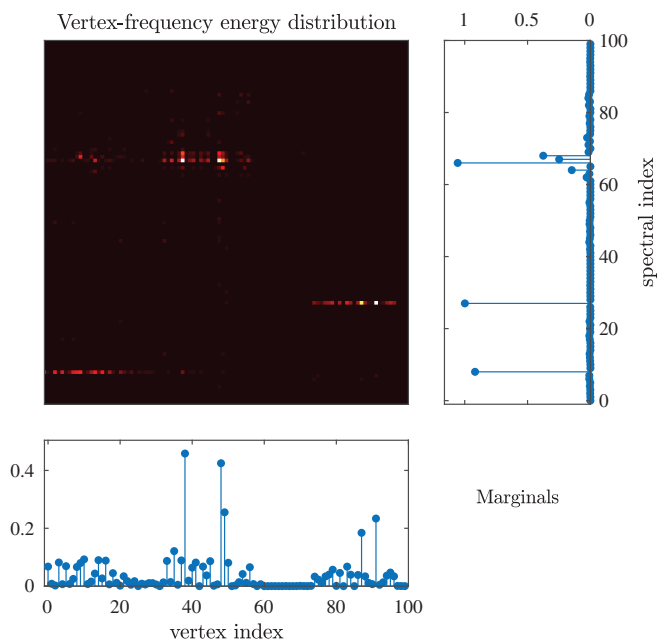 Vertex-frequency energy distribution
1 0.5 0
100
80
60
40
20
0
spectral index
0.4
0.2
0
0 20 40 60 80 100
vertex index
Marginals